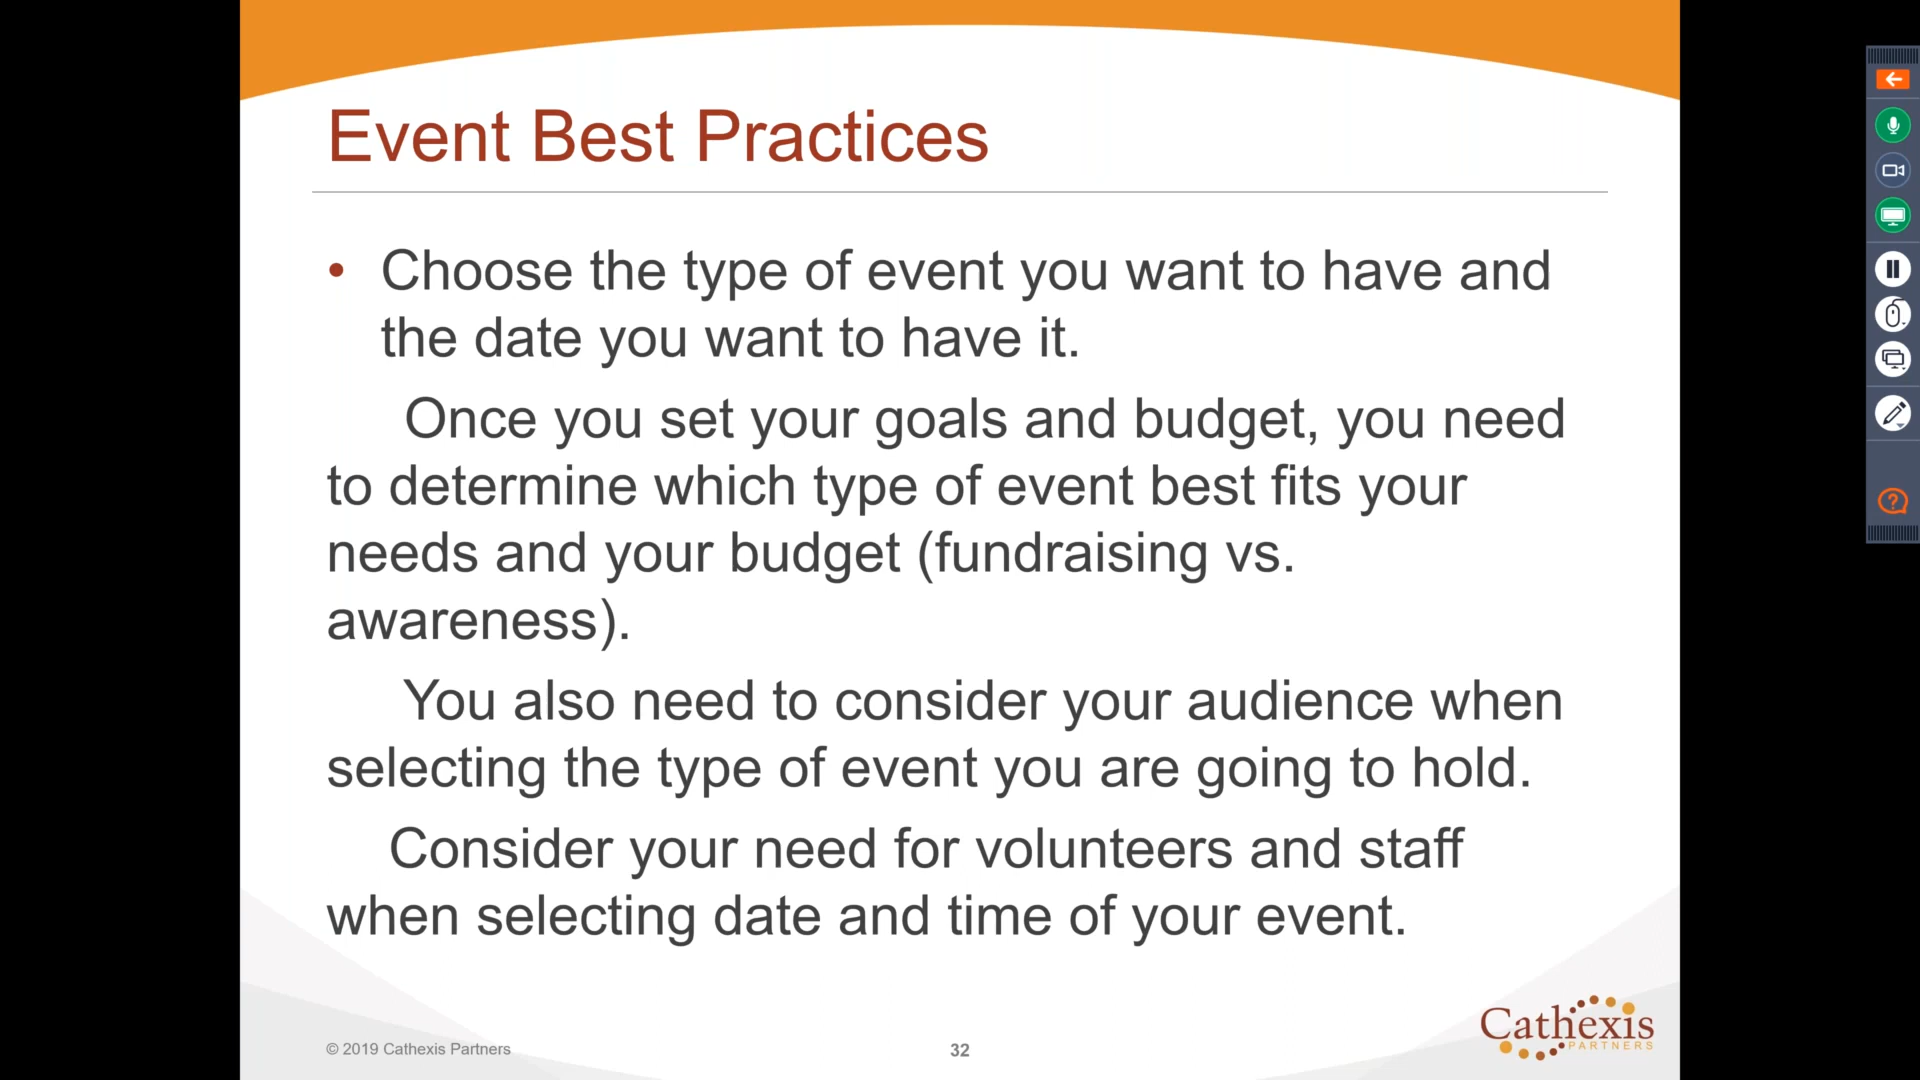 Event Best Practices
• Choose the type of event you want to have and
the date you want to have it.
Once you set your goals and budget, you need
to determine which type of event best fits your
needs and your budget (fundraising vs.
awareness).
You also need to consider your audience when
selecting the type of event you are going to hold.
Consider your need for volunteers and staff
when selecting date and time of your event.
© 2019 Cathexis Partners
32
Cathexis
PARTNERS